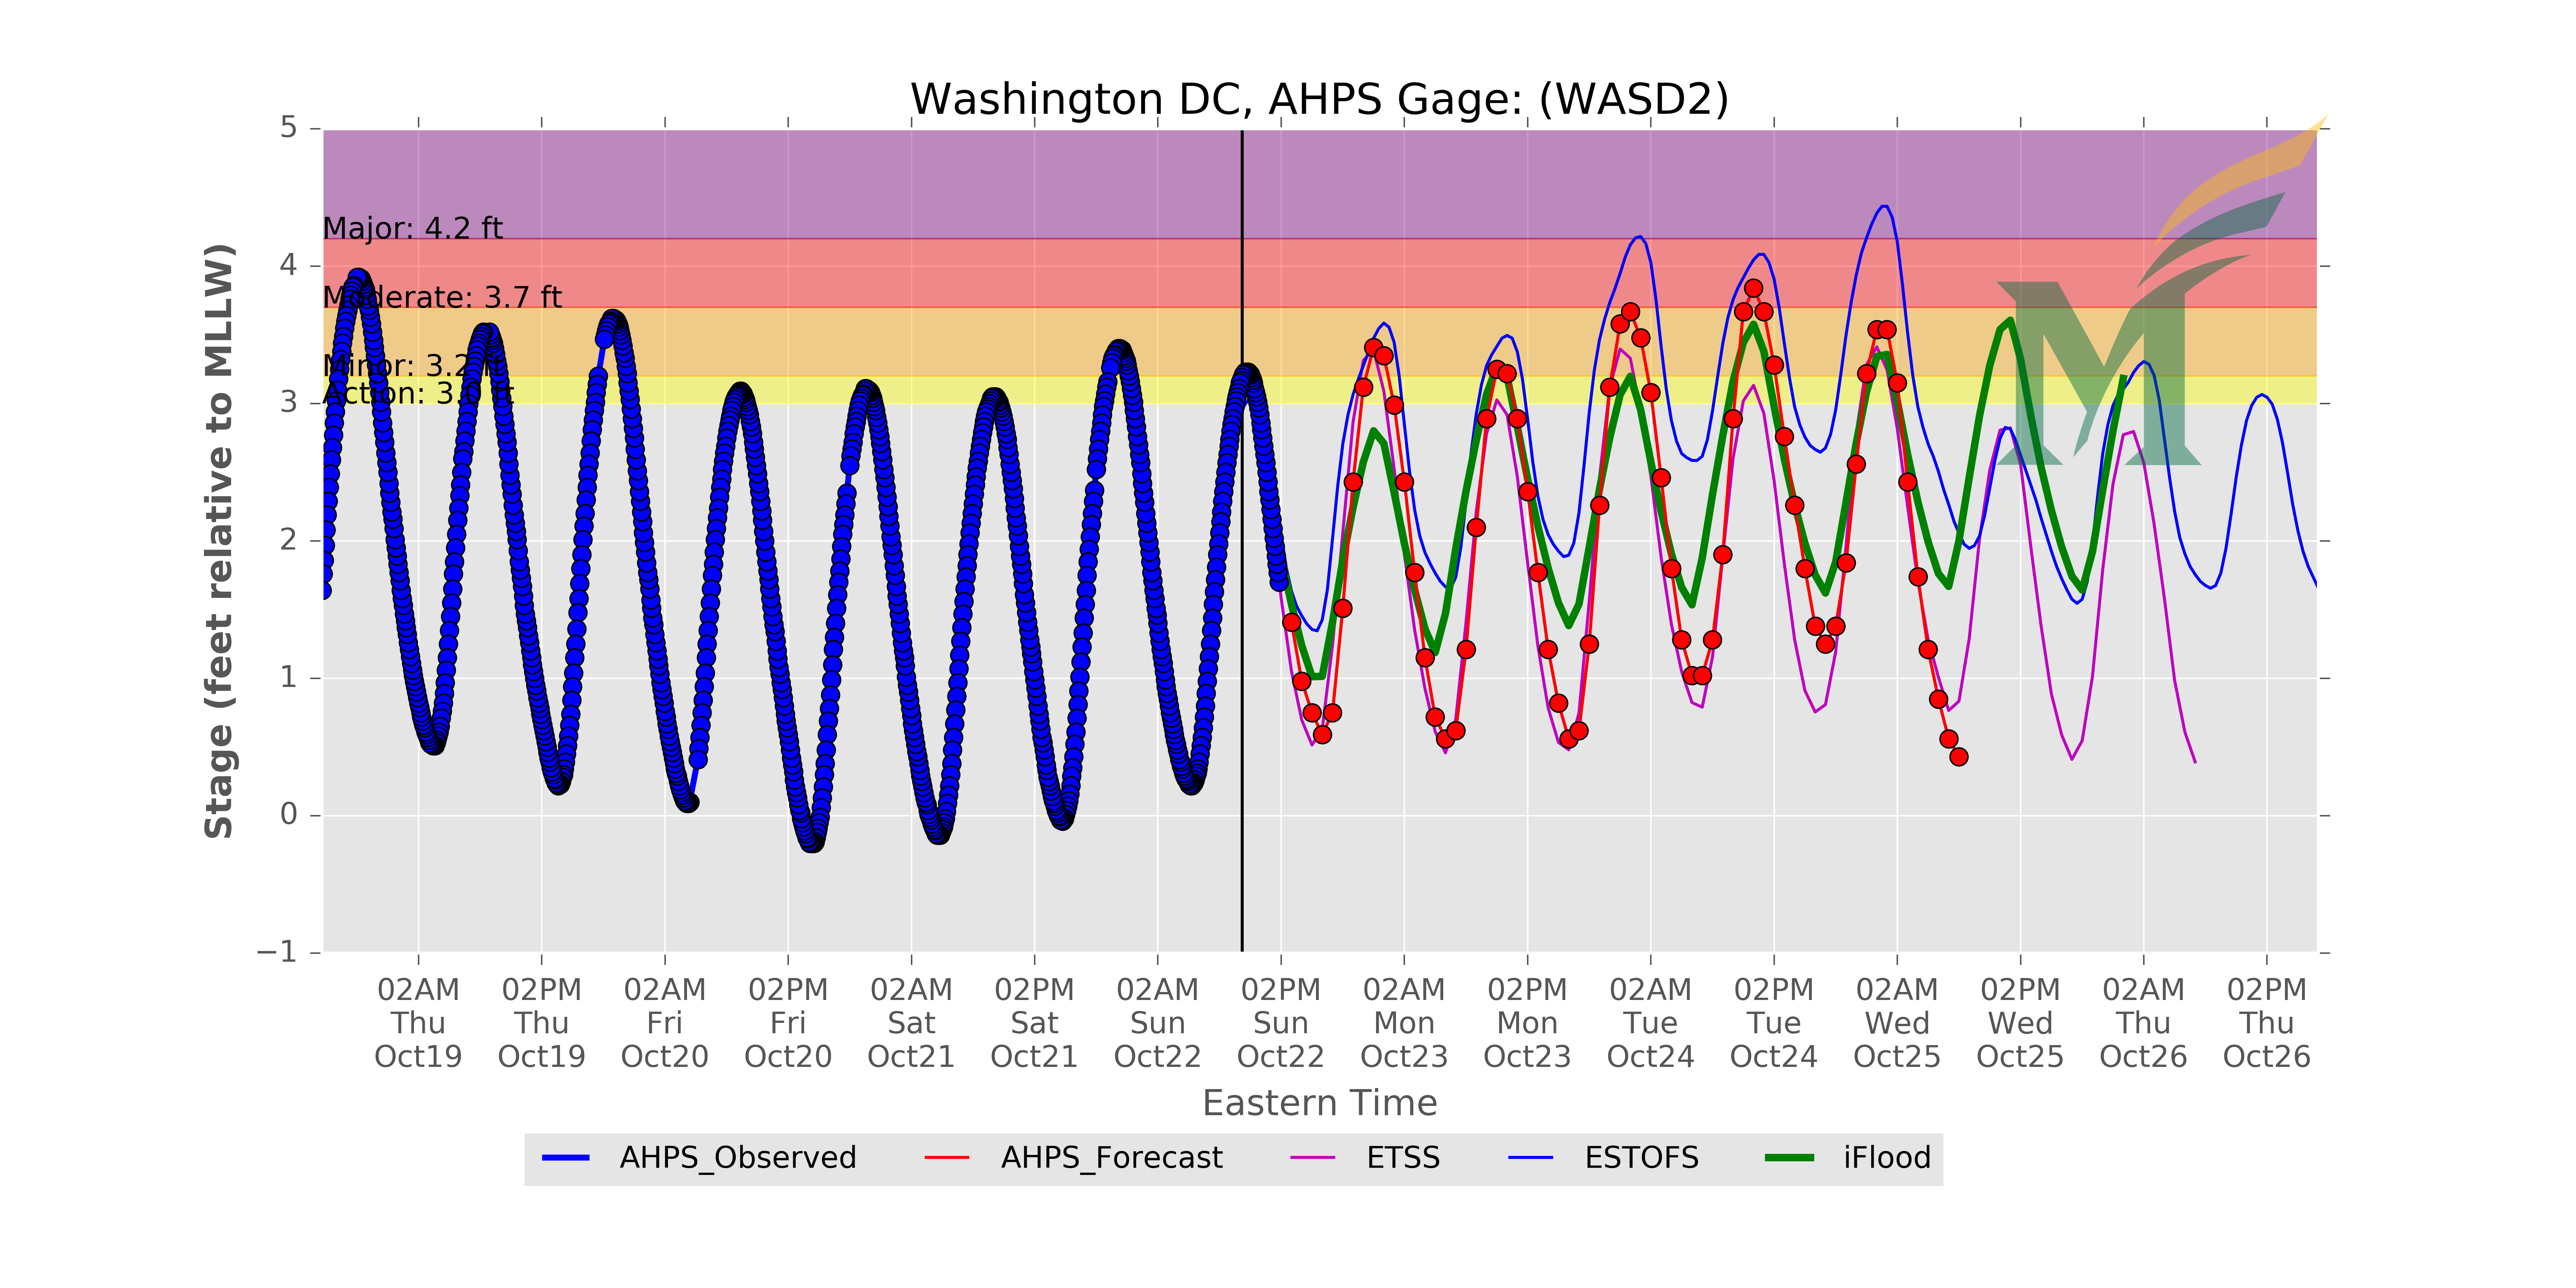 Washington DC, AHPS Gage: (WASD2)
Stage (feet relative to MLLW)
5
4
3
2
1
0
−1
Major: 4.2 ft
Moderate: 3.7 ft
Minor: 3.2 ft
Action: 3.0 ft
02AM 02PM 02AM 02PM 02AM 02PM 02AM 02PM 02AM 02PM 02AM 02PM 02AM 02PM 02AM 02PM
Thu Thu Fri Fri Sat Sat Sun Sun Mon Mon Tue Tue Wed Wed Thu Thu
Oct19 Oct19 Oct20 Oct20 Oct21 Oct21 Oct22 Oct22 Oct23 Oct23 Oct24 Oct24 Oct25 Oct25 Oct26 Oct26
Eastern Time
AHPS_Observed AHPS_Forecast ETSS ESTOFS iFlood
M